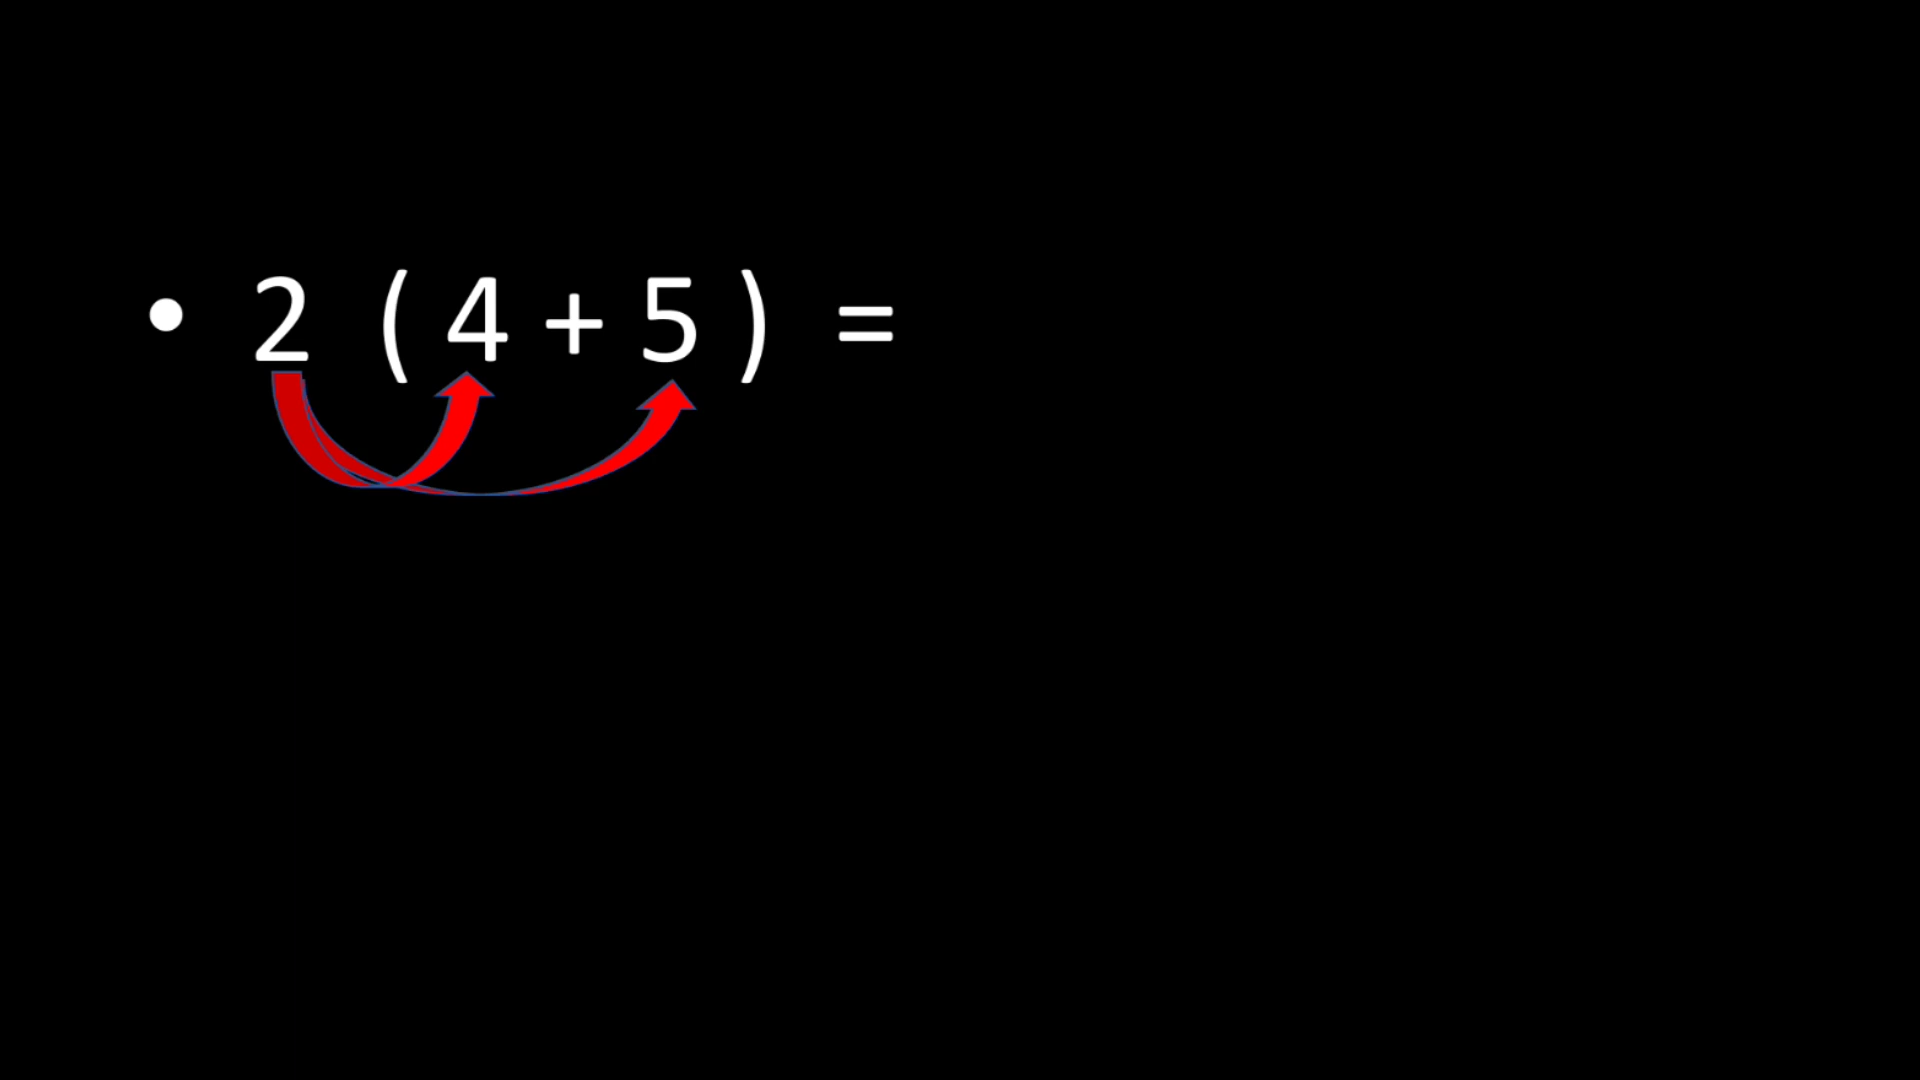 • 2 ( 4 + 5 ) =